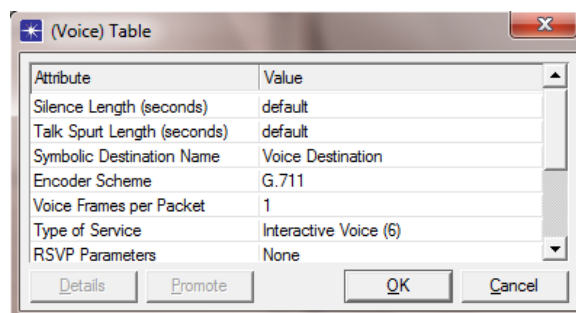 (Voice) Table
Attribute Value
Silence Length (seconds) default
Talk Spurt Length (seconds) default
Symbolic Destination Name Voice Destination
Encoder Scheme G.711
Voice Frames per Packet 1
Type of Service Interactive Voice (6)
RSVP Parameters None
Details Promote OK Cancel